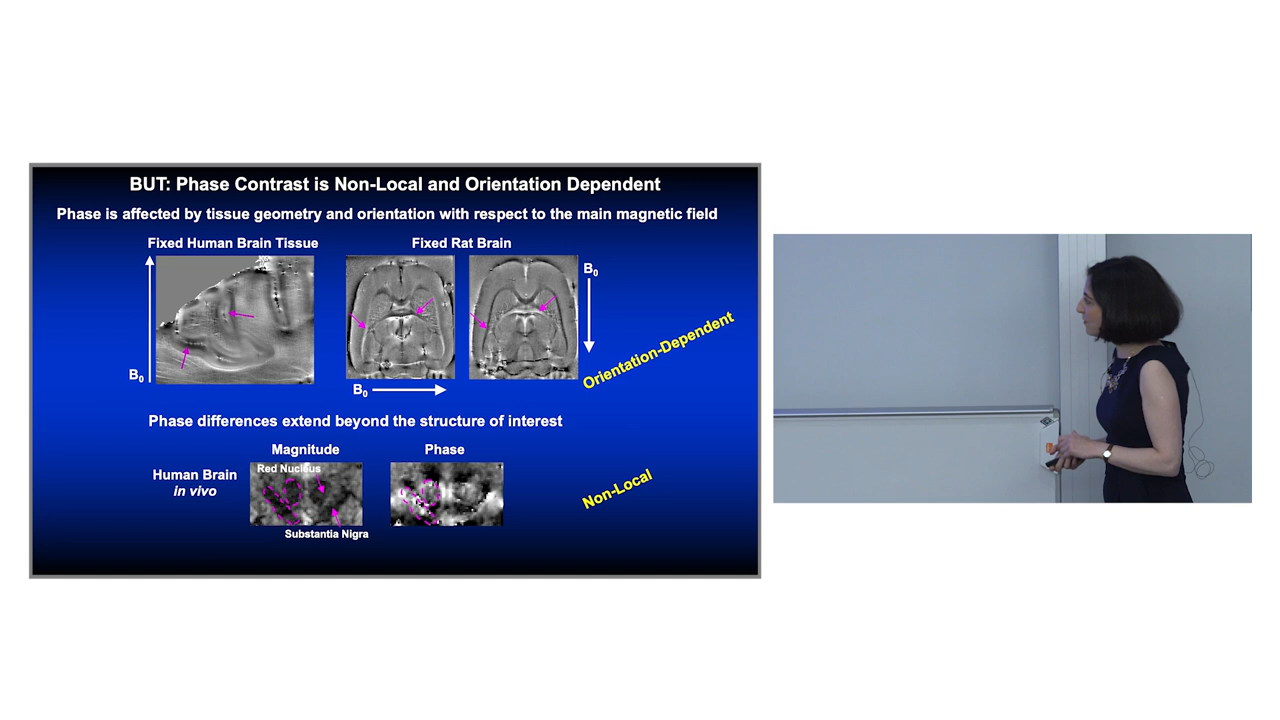 BUT: Phase Contrast is Non-Local and Orientation Dependent
Phase is affected by tissue geometry and orientation with respect to the main magnetic field
Fixed Human Brain Tissue
Fixed Rat Brain
B0
B0
B0
Orientation-Dependent
Phase differences extend beyond the structure of interest
Magnitude
Phase
Human Brain
in vivo
Red Nucleus
Substantia Nigra
Non-Local